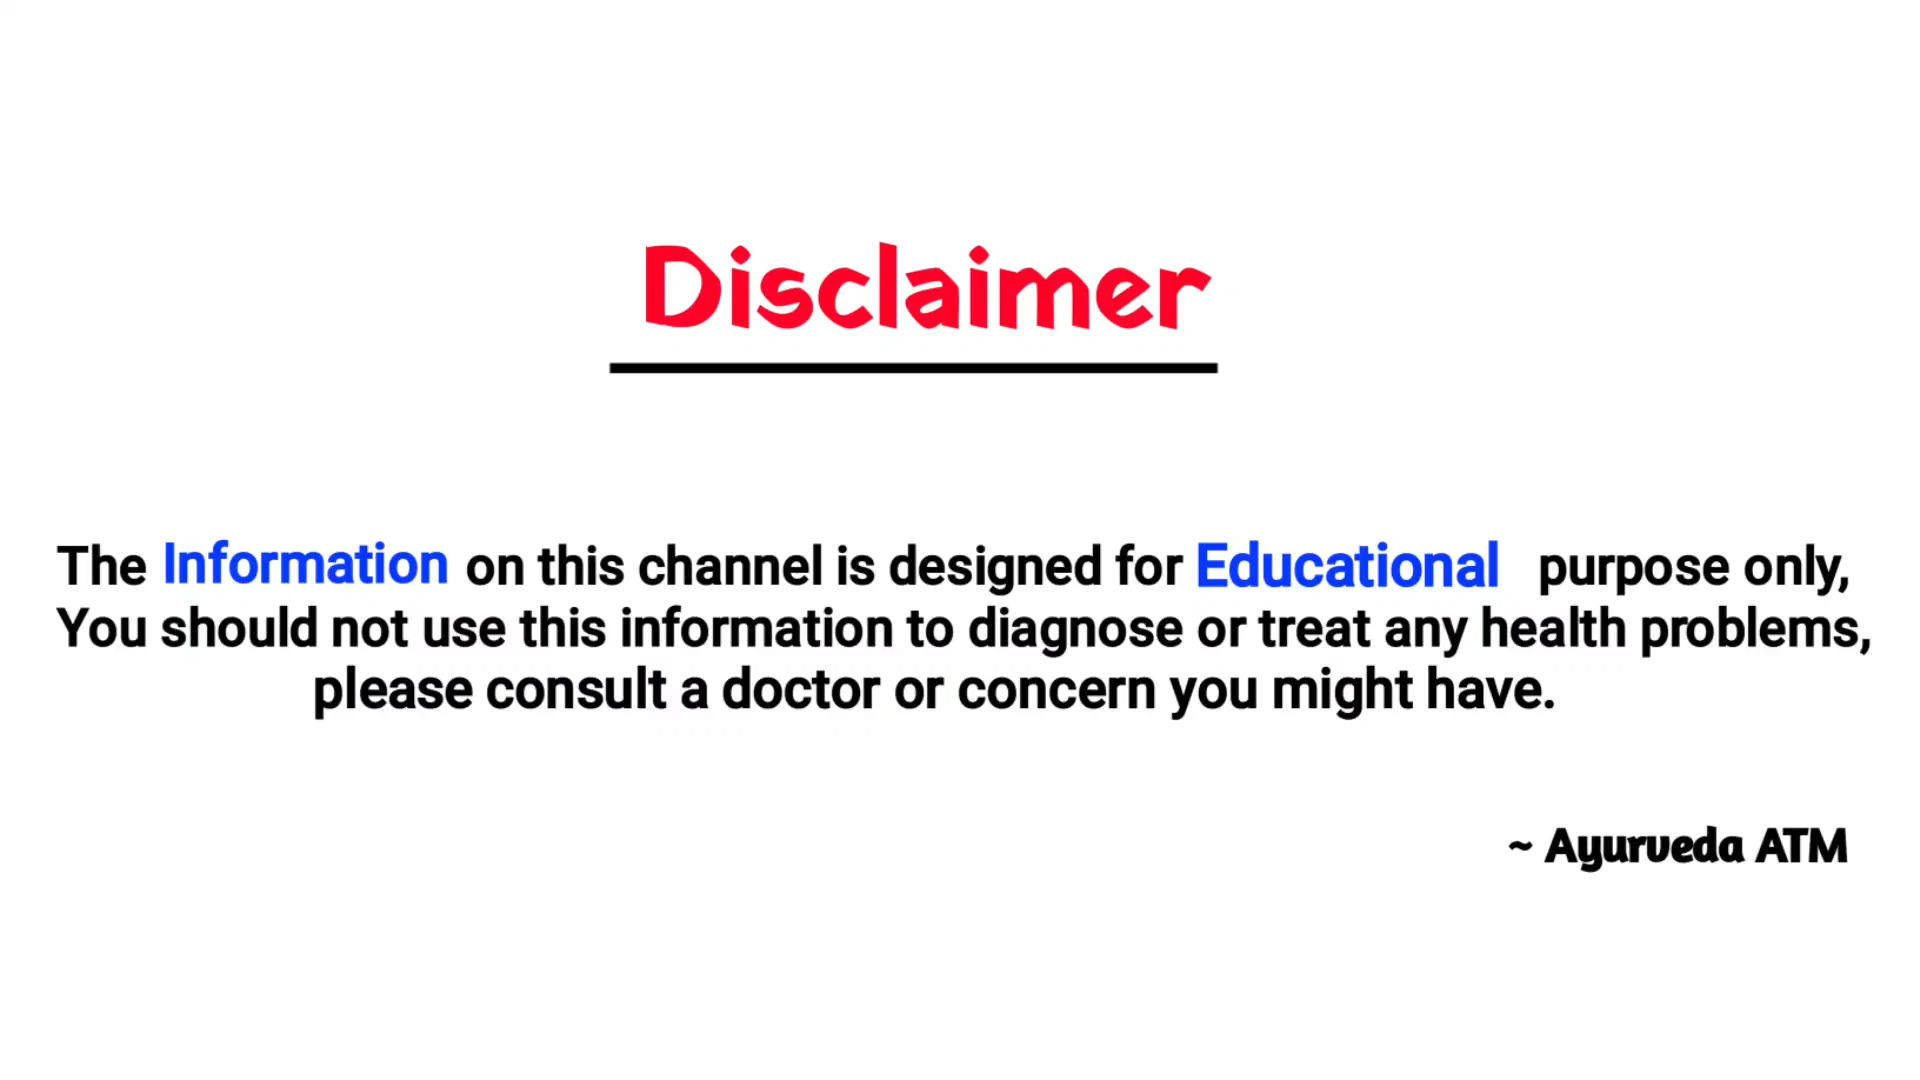 Disclaimer
The Information on this channel is designed for Educational purpose only,
You should not use this information to diagnose or treat any health problems,
please consult a doctor or concern you might have.
~ Ayurveda ATM